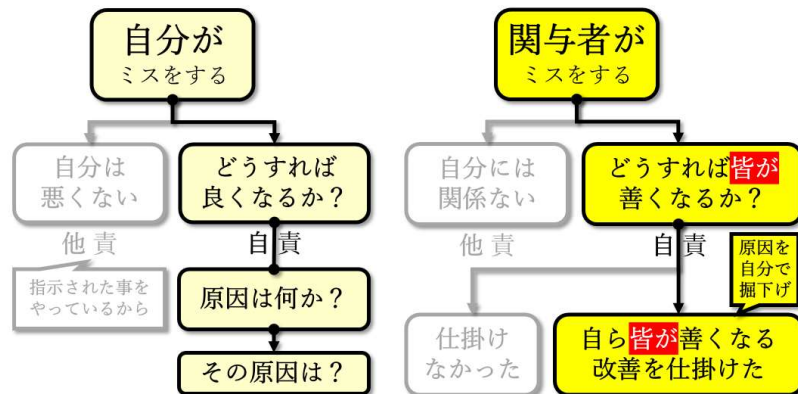 自分が
ミスをする
自分は
悪くない
どうすれば
良くなるか？
他責
自責
指示された事を
やっているから
原因は何か？
その原因は？
関与者が
ミスをする
自分には
関係ない
どうすれば皆が
善くなるか？
他責
自責
原因を
自分で
掘下げ
仕掛け
なかった
自ら皆が善くなる
改善を仕掛けた